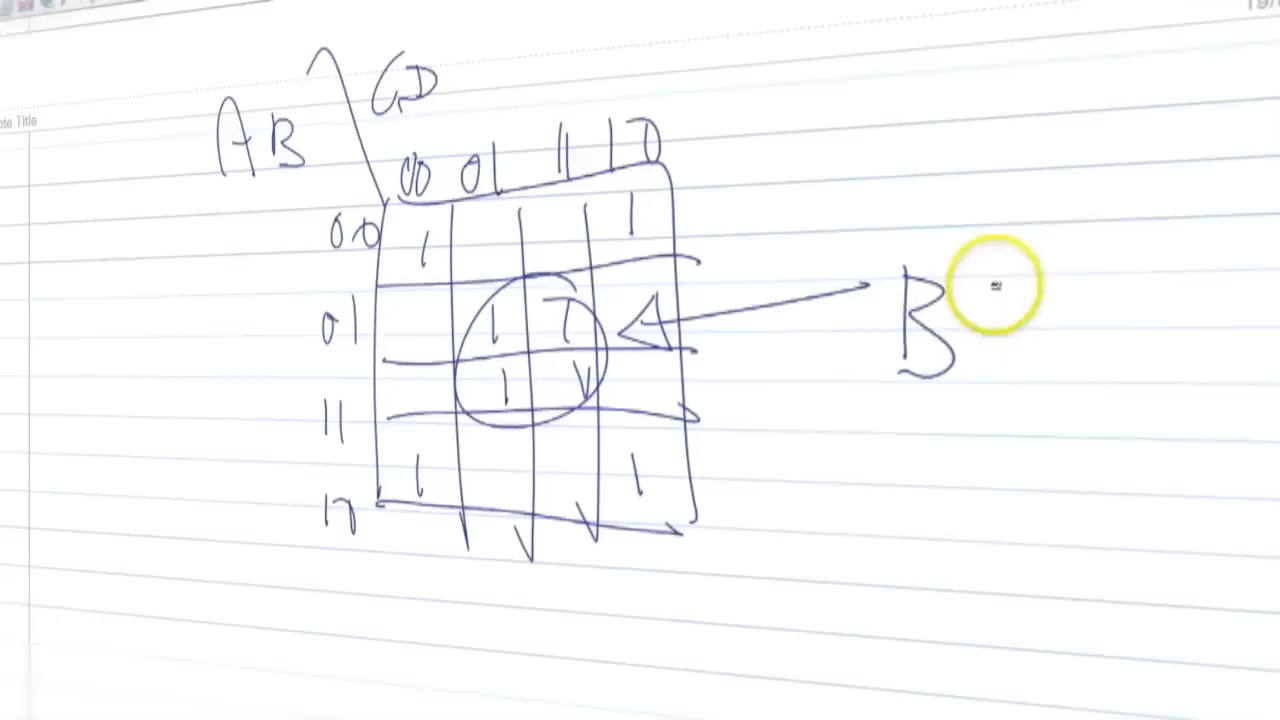 CD
AB
00 01 11 10
00 1 1
01 1 1
11 1 1
10 1 1
B
ote Title